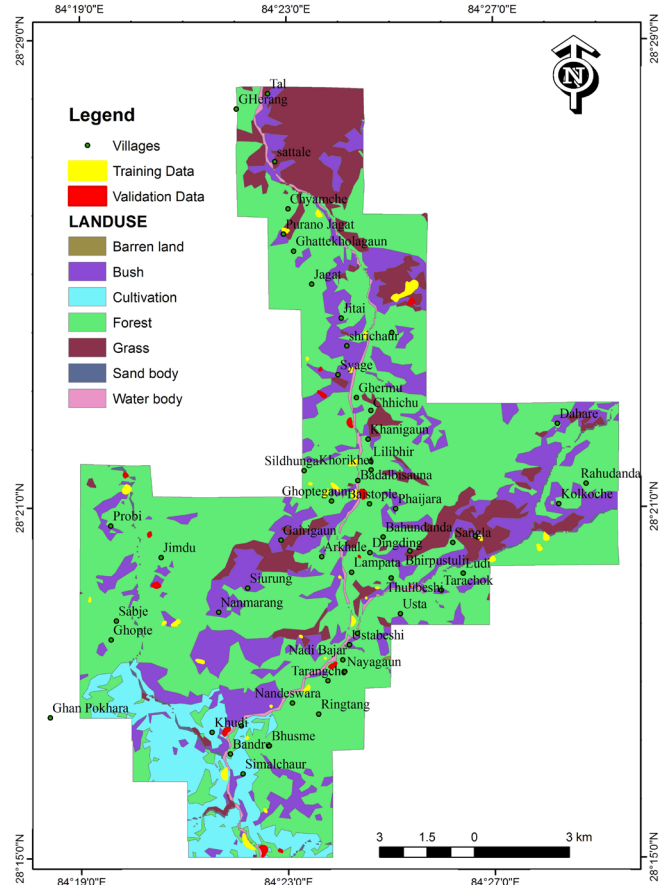 84°19'0"E
84°23'0"E
84°27'0"E
28°29'0"N
28°29'0"N
N
Tal
GHerang
Legend
Villages
Training Data
Validation Data
LANDUSE
Barren land
Bush
Cultivation
Forest
Grass
Sand body
Water body
sattale
Chyamche
Purano Jagat
Ghattekholagaun
Jagat
Jitai
shrichaur
Syage
Ghermu
Chhichu
Khanigaun
Lilibhir
Sildhunga
Khorikhet
Badalbisauna
Ghoptegaun
Baistople
Phaijara
Dahare
Rahudanda
Kolkoche
28°21'0"N
28°21'0"N
Probi
Jimdu
Gairigaun
Arkhale
Bahundanda
Dingding
Sangla
Bhirpustulit
Ludi
Lampata
Thulibeshi
Tarachok
Siurung
Nanmarang
Usta
Sabje
Ghopte
Ustabeshi
Nadi Bajar
Nayagaun
Tarangche
Nandeswara
Ringtang
Ghan Pokhara
Khudi
Bhusme
Bandre
Simalchaur
3 1.5 0 3 km
28°15'0"N
28°15'0"N
84°19'0"E
84°23'0"E
84°27'0"E